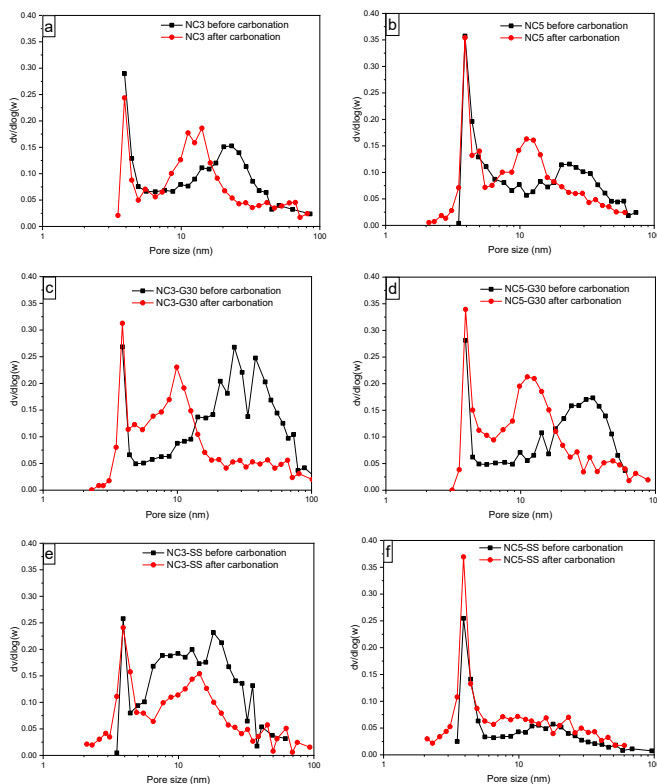 a
NC3 before carbonation
NC3 after carbonation
dv/dlog(w)
0.40
0.35
0.30
0.25
0.20
0.15
0.10
0.05
0.00
1 10 100
Pore size (nm)
b
NC5 before carbonation
NC5 after carbonation
dv/dlog(w)
0.40
0.35
0.30
0.25
0.20
0.15
0.10
0.05
0.00
1 10 10
Pore size (nm)
c
NC3-G30 before carbonation
NC3-G30 after carbonation
dv/dlog(w)
0.40
0.35
0.30
0.25
0.20
0.15
0.10
0.05
0.00
1 10 100
Pore size (nm)
d
NC5-G30 before carbonation
NC5-G30 after carbonation
dv/dlog(w)
0.40
0.35
0.30
0.25
0.20
0.15
0.10
0.05
0.00
1 10 10
Pore size (nm)
e
NC3-SS before carbonation
NC3-SS after carbonation
dv/dlog(w)
0.40
0.35
0.30
0.25
0.20
0.15
0.10
0.05
0.00
1 10 100
Pore size (nm)
f
NC5-SS before carbonation
NC5-SS after carbonation
dv/dlog(w)
0.40
0.35
0.30
0.25
0.20
0.15
0.10
0.05
0.00
1 10 10
Pore size (nm)